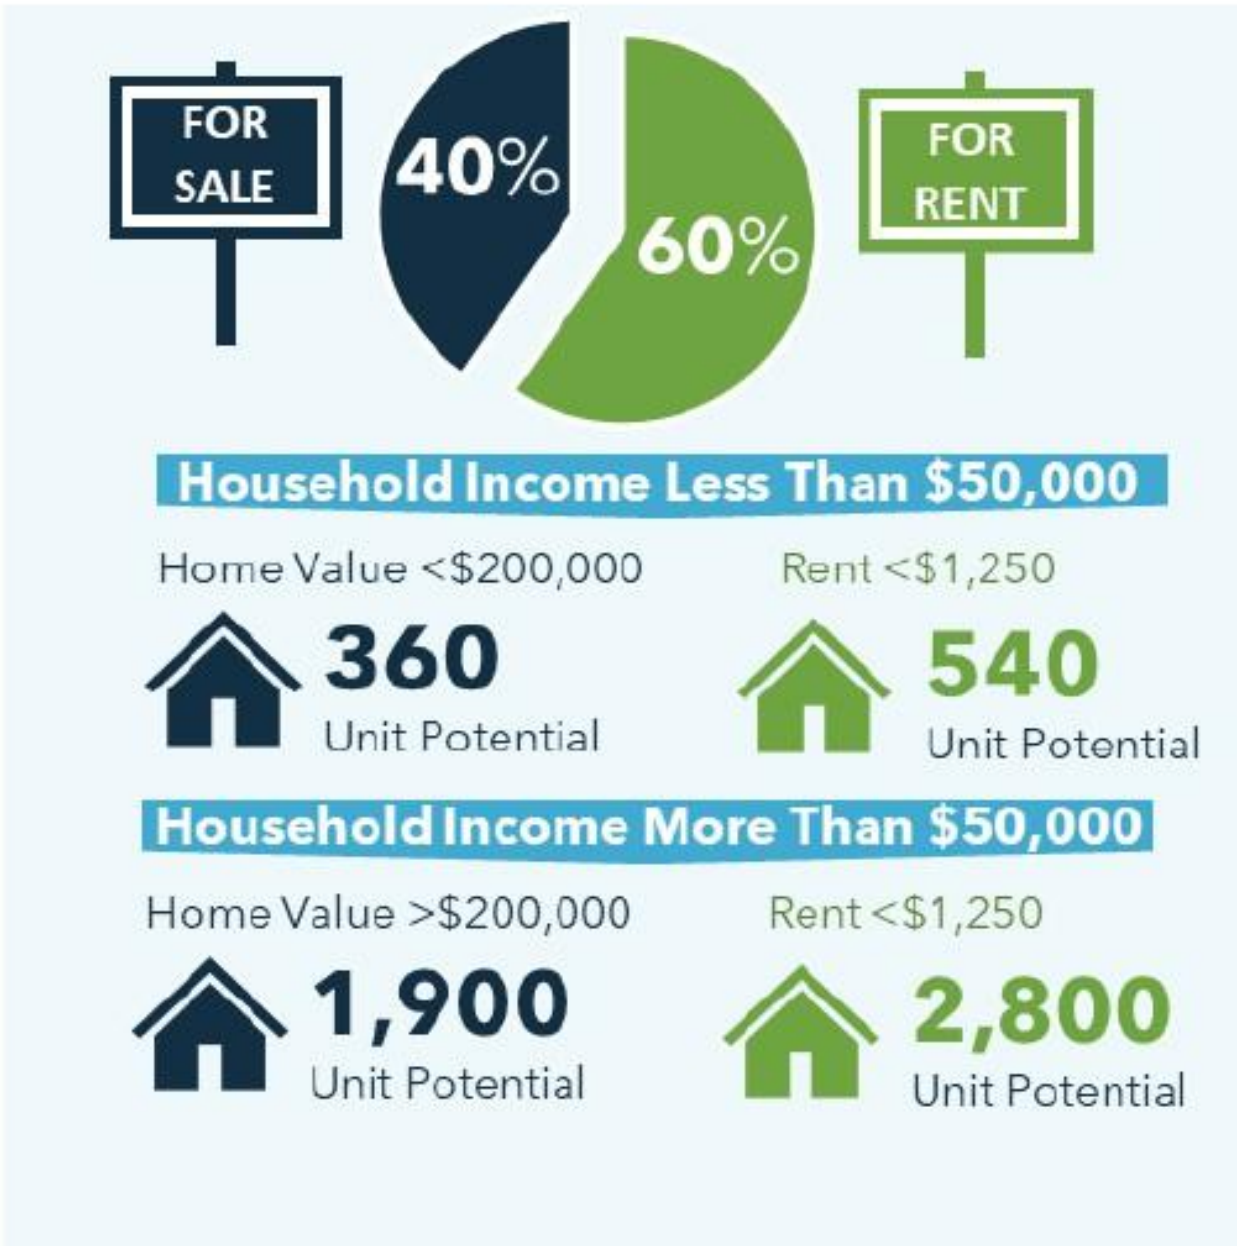 FOR
SALE
40%
60%
FOR
RENT
Household Income Less Than $50,000
Home Value <$200,000
Rent <$1,250
360
Unit Potential
540
Unit Potential
Household Income More Than $50,000
Home Value >$200,000
Rent <$1,250
1,900
Unit Potential
2,800
Unit Potential